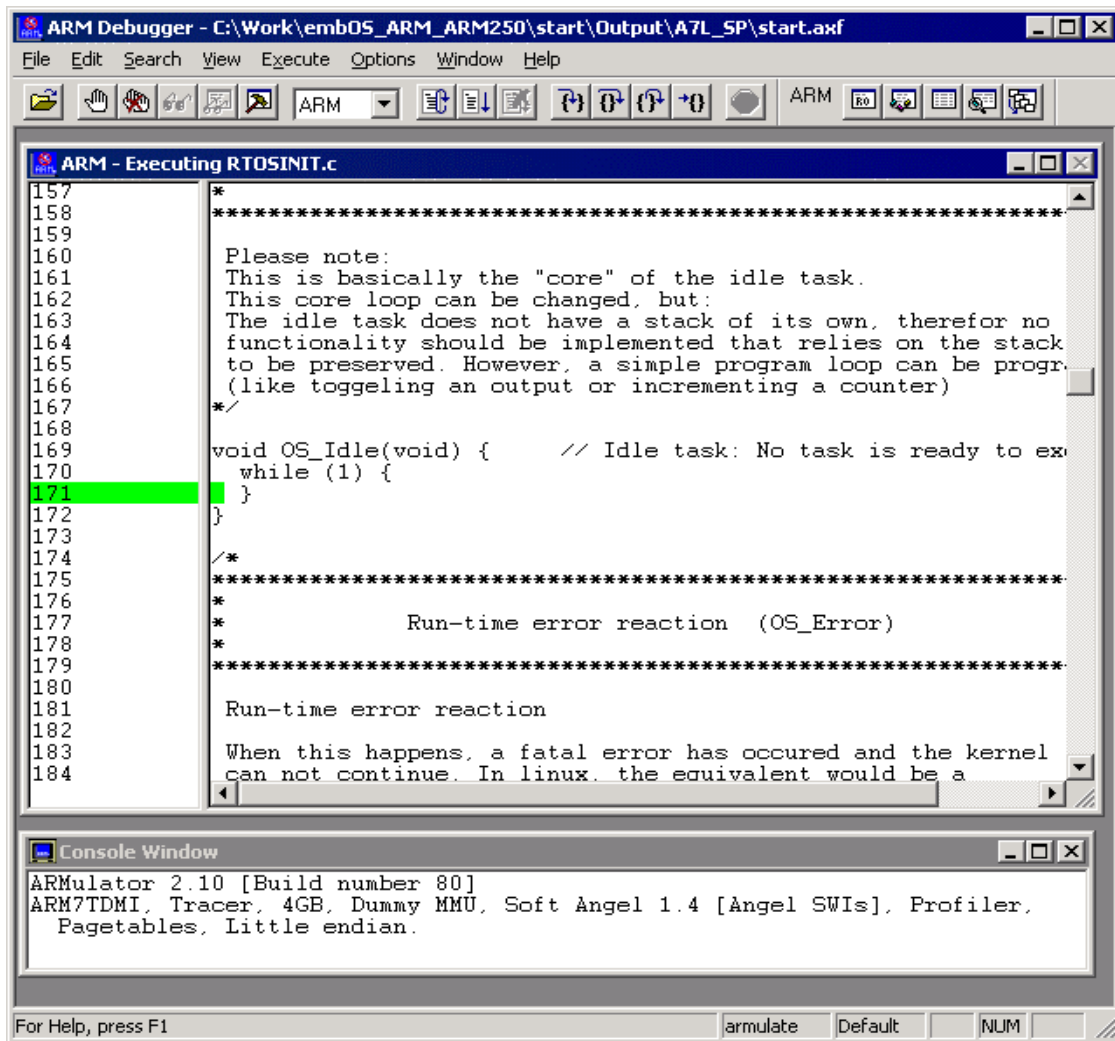 ARM Debugger - C:\Work\embOS_ARM_ARM250\start\Output\A7L_SP\start.axf
File Edit Search View Execute Options Window Help
ARM ARM
ARM - Executing RTOSINIT.c
157 *
158 *************************************************************
159
160 Please note:
161 This is basically the "core" of the idle task.
162 This core loop can be changed, but:
163 The idle task does not have a stack of its own, therefor no
164 functionality should be implemented that relies on the stack
165 to be preserved. However, a simple program loop can be progr
166 (like toggeling an output or incrementing a counter)
167 */
168
169 void OS_Idle(void) { // Idle task: No task is ready to ex
170 while (1) {
171 }
172 }
173
174 /*
175 *************************************************************
176 *
177 * Run-time error reaction (OS_Error)
178 *
179 *************************************************************
180
181 Run-time error reaction
182
183 When this happens, a fatal error has occured and the kernel
184 can not continue. In linux, the equivalent would be a
Console Window
ARMulator 2.10 [Build number 80]
ARM7TDMI, Tracer, 4GB, Dummy MMU, Soft Angel 1.4 [Angel SWIs], Profiler,
Pagetables, Little endian.
For Help, press F1 armulate Default NUM